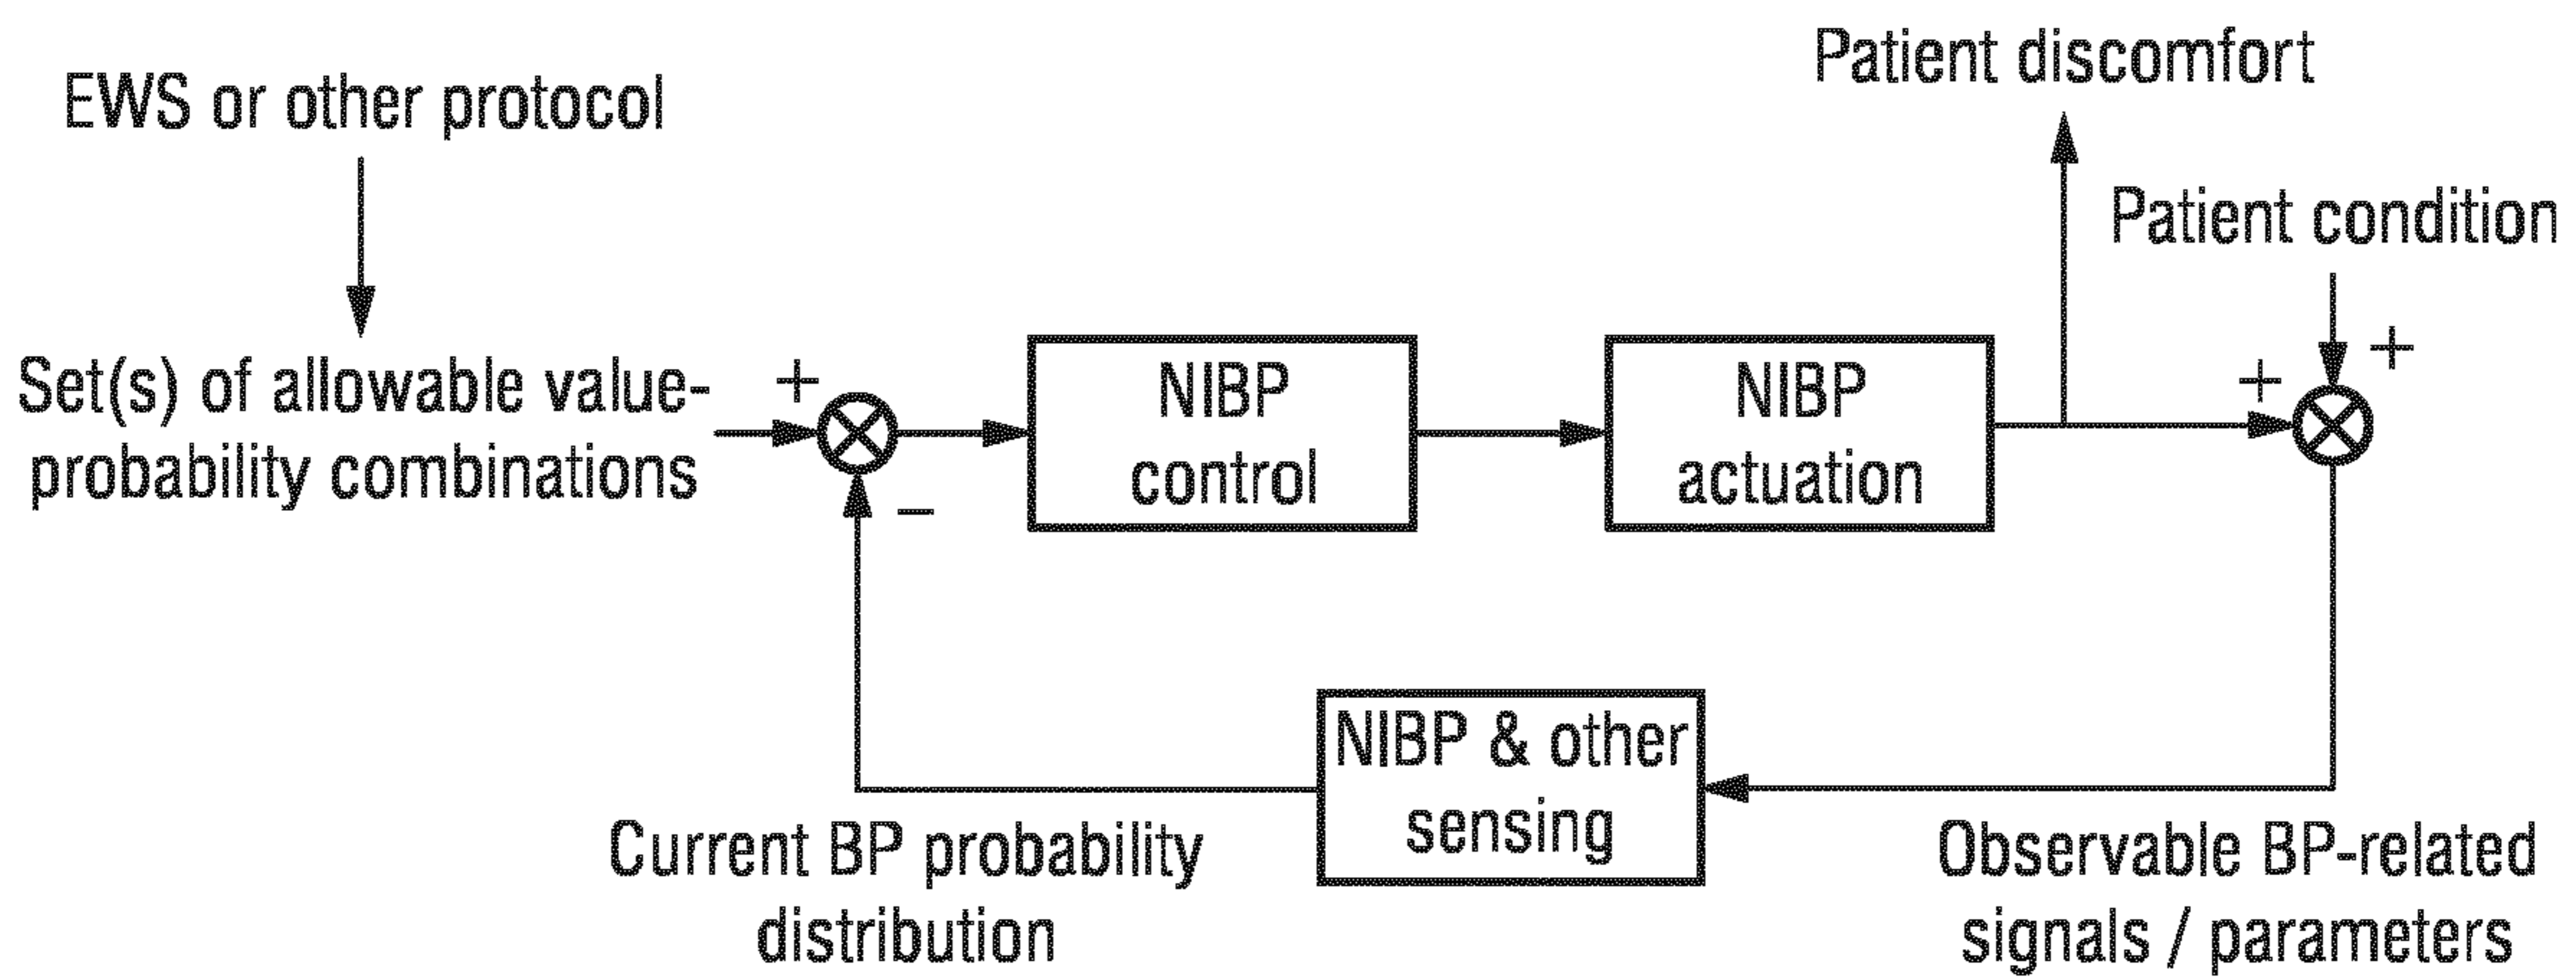 Patient discomfort
EWS or other protocol
Patient condition
Set(s) of allowable value-
probability combinations
+
−
NIBP
control
NIBP
actuation
+
+
NIBP & other
sensing
Current BP probability
distribution
Observable BP-related
signals / parameters